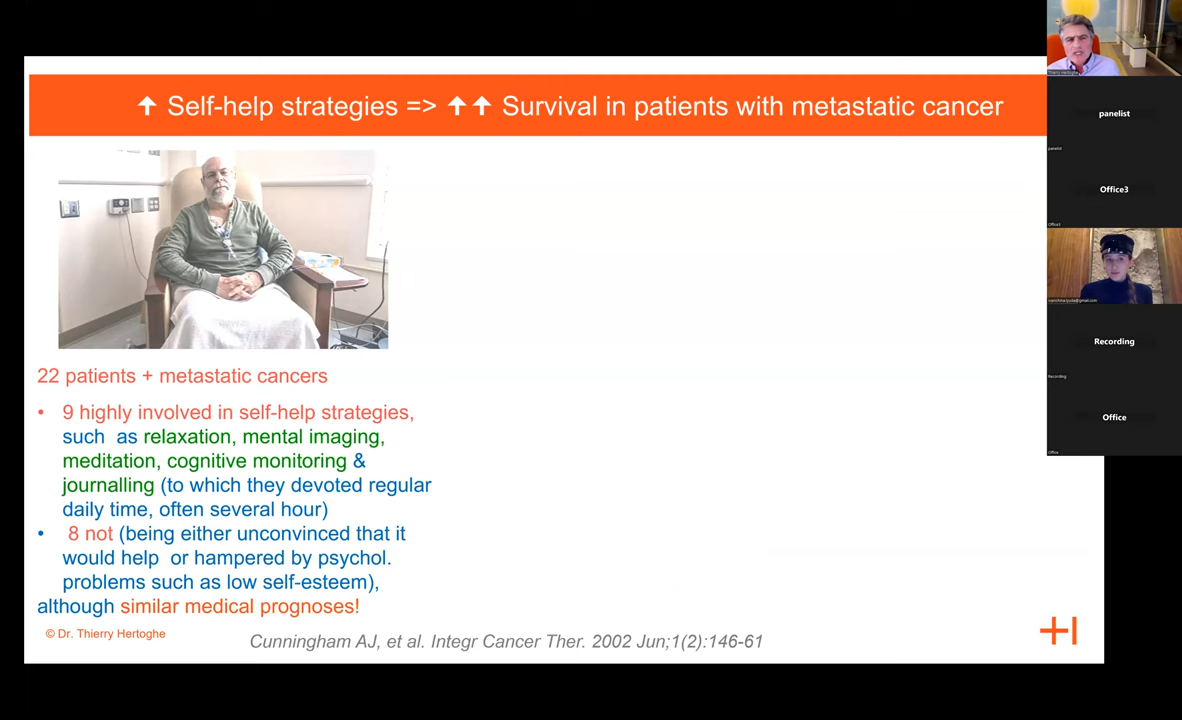 ↑ Self-help strategies => ↑↑ Survival in patients with metastatic cancer
22 patients + metastatic cancers
• 9 highly involved in self-help strategies,
such as relaxation, mental imaging,
meditation, cognitive monitoring &
journalling (to which they devoted regular
daily time, often several hour)
• 8 not (being either unconvinced that it
would help or hampered by psychol.
problems such as low self-esteem),
although similar medical prognoses!
© Dr. Thierry Hertoghe
Cunningham AJ, et al. Integr Cancer Ther. 2002 Jun;1(2):146-61
+I
Thierry Hertoghe
panelist
panelist
Office3
Office3
Recording
Recording
Office
Office